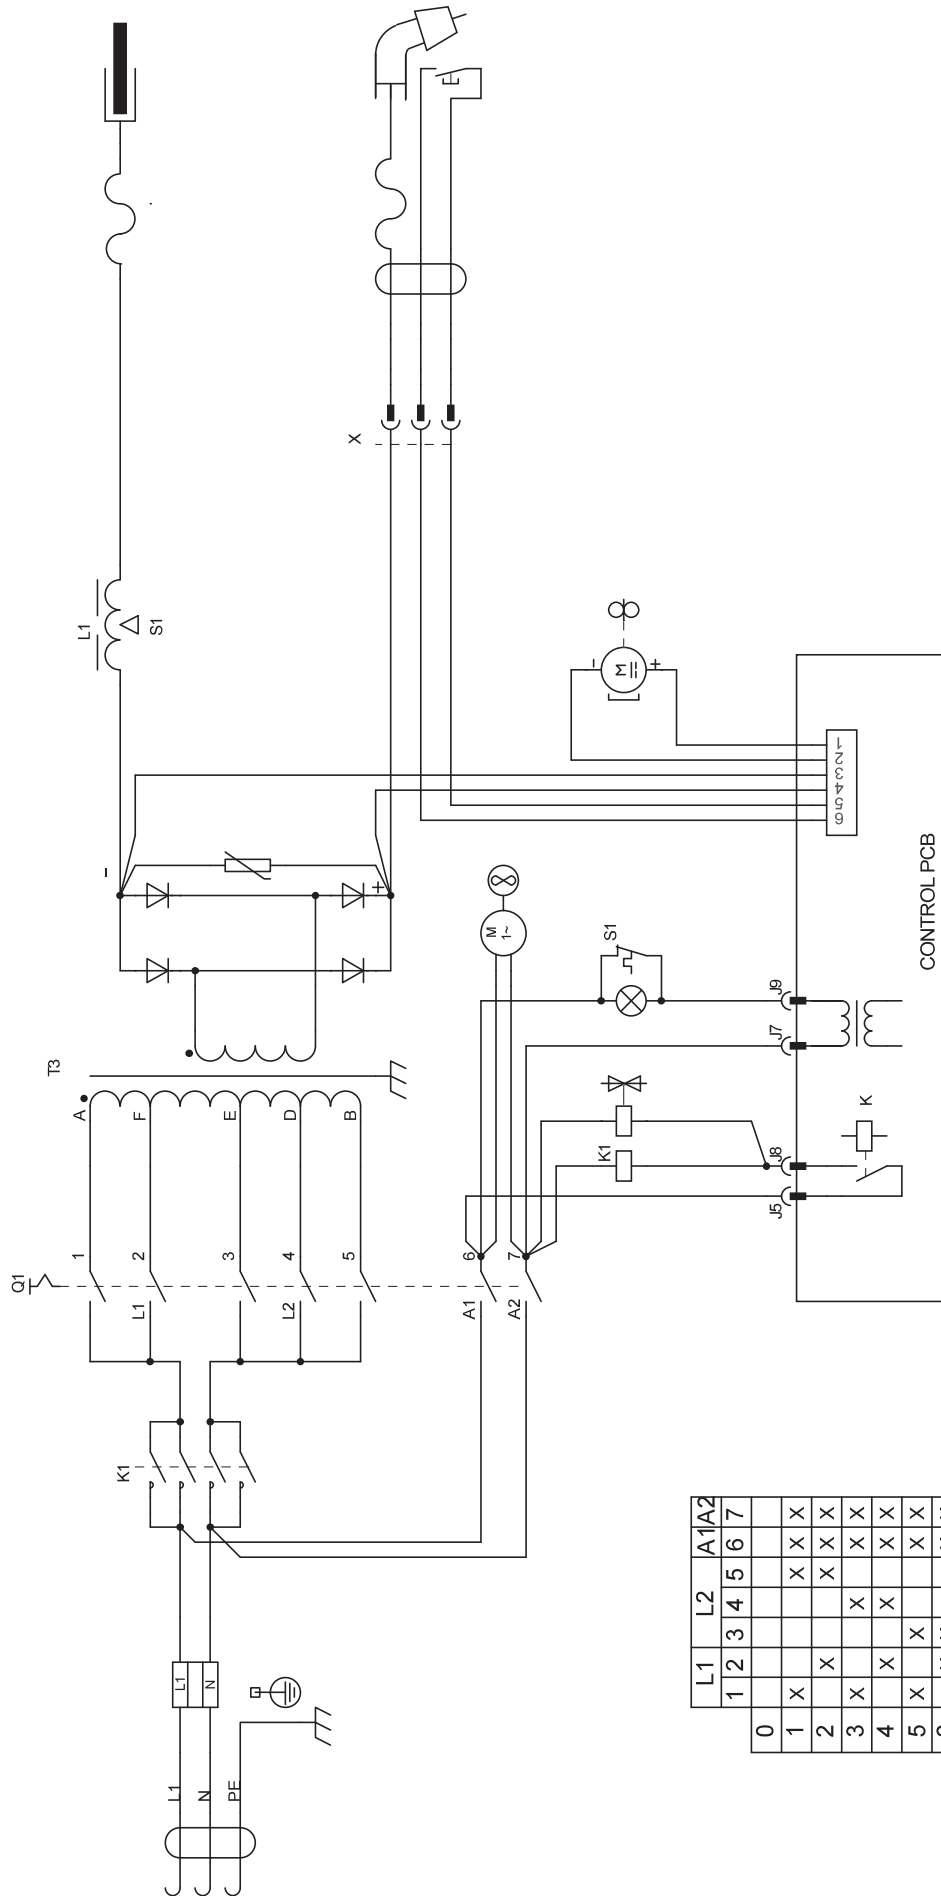 L1
S1
X
-
+
-
M
+
T3
A
F
E
D
B
M
1~
S1
1
2
3
4
5
6
CONTROL PCB
J9
J7
J8
J5
K
K1
Q1
1
2
3
4
5
6
7
L1
L2
A1
A2
K1
L1
N
L1
N
PE
L1 L2 A1 A2
1 2 3 4 5 6 7
0
1 X X X X
2 X X X X
3 X X X X
4 X X X X
5 X X X X